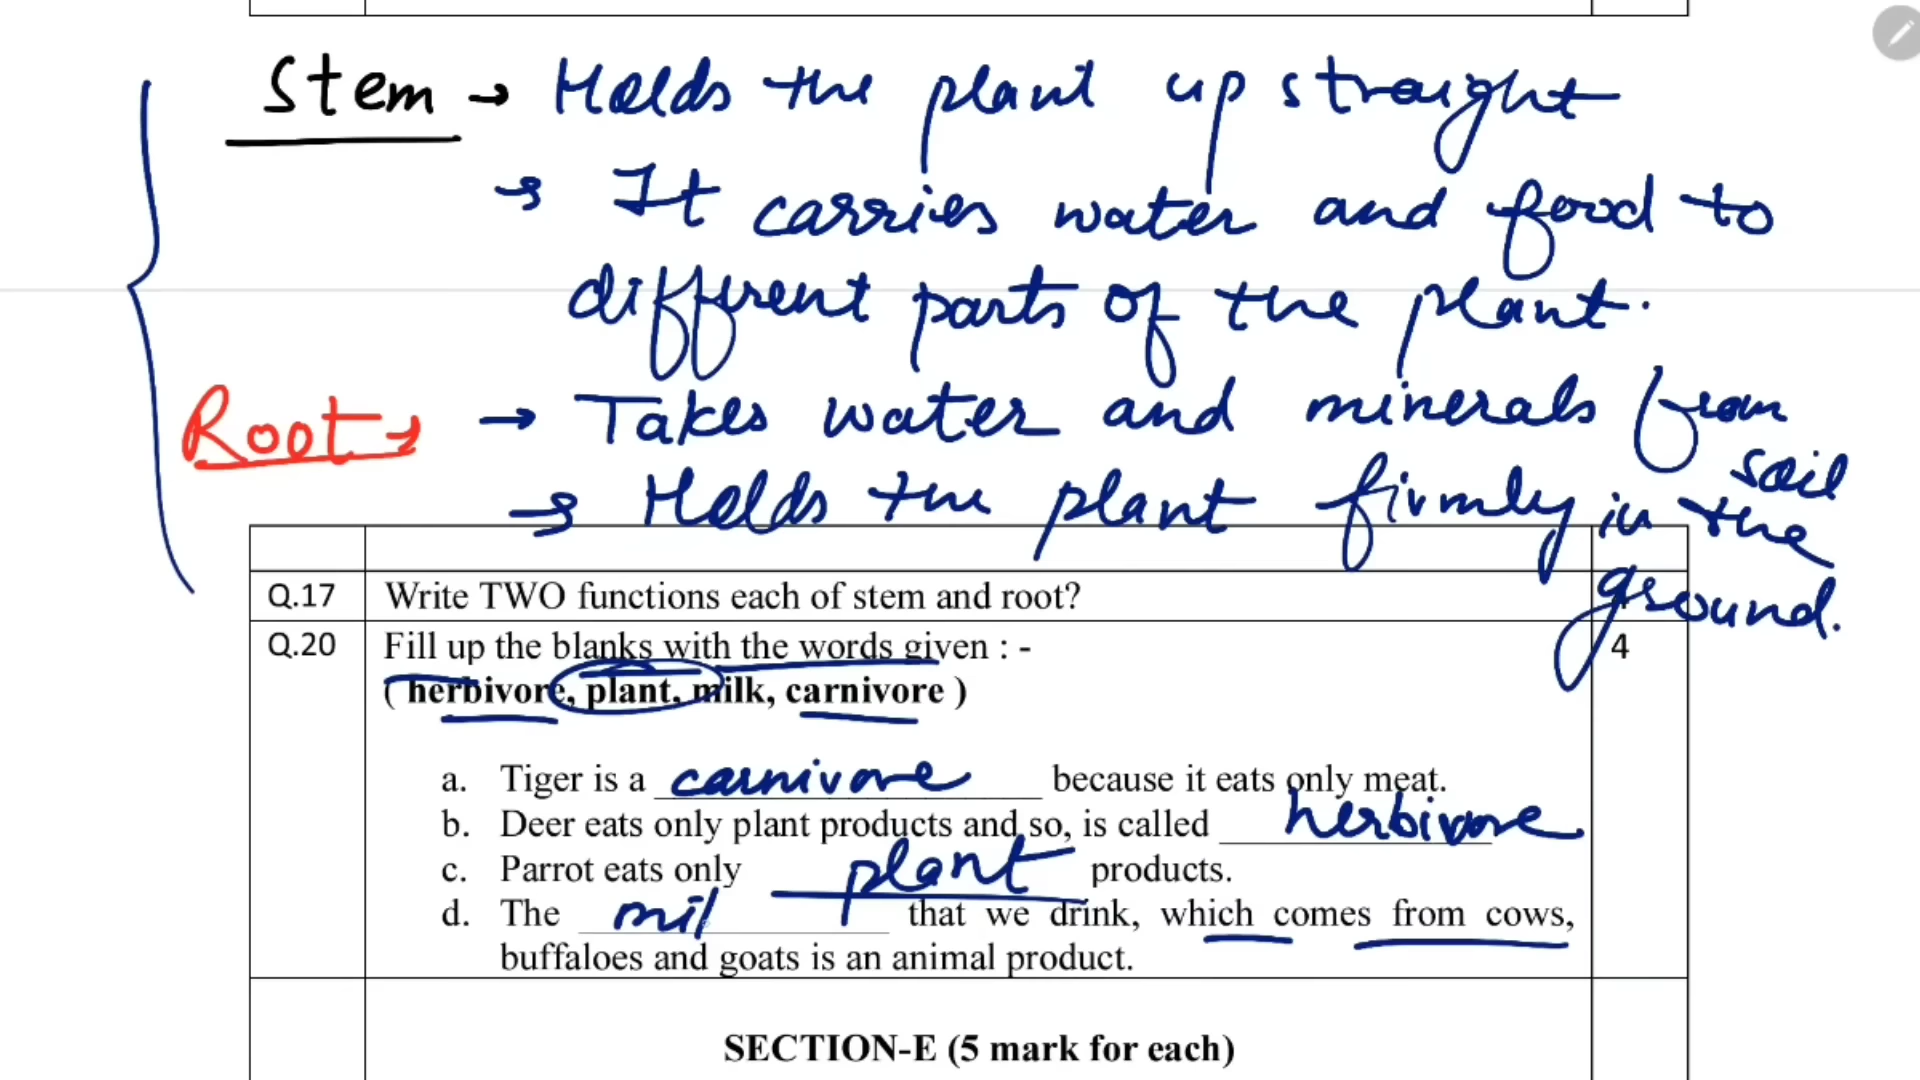 Stem → Holds the plant up straight
→ It carries water and food to
different parts of the plant.
Roots → Takes water and minerals from
soil
→ Holds the plant firmly in the
ground.
Q.17 Write TWO functions each of stem and root?
Q.20 Fill up the blanks with the words given : - 4
( herbivore, plant, milk, carnivore )
a. Tiger is a carnivore because it eats only meat.
b. Deer eats only plant products and so, is called herbivore
c. Parrot eats only plant products.
d. The mil that we drink, which comes from cows,
buffaloes and goats is an animal product.
SECTION-E (5 mark for each)